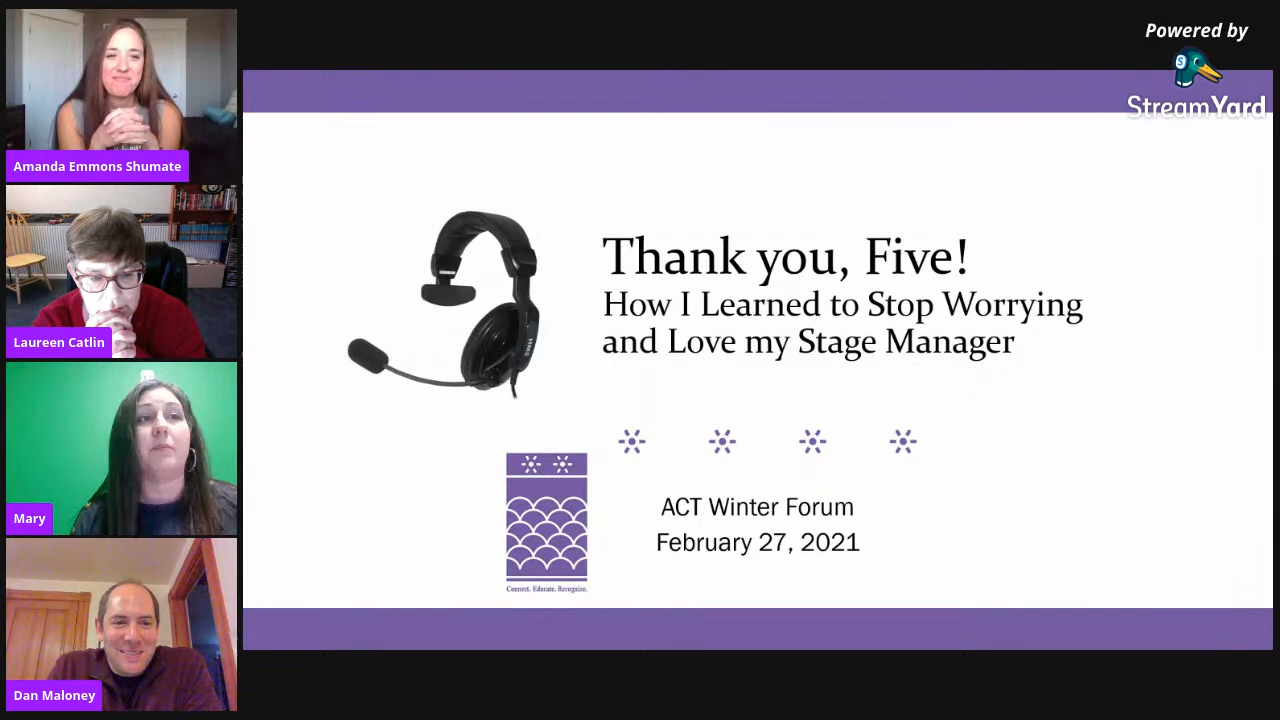 Powered by
StreamYard
Amanda Emmons Shumate
Laureen Catlin
Mary
Dan Maloney
Thank you, Five!
How I Learned to Stop Worrying
and Love my Stage Manager
ACT Winter Forum
February 27, 2021
Connect. Educate. Recognize.
HME
S